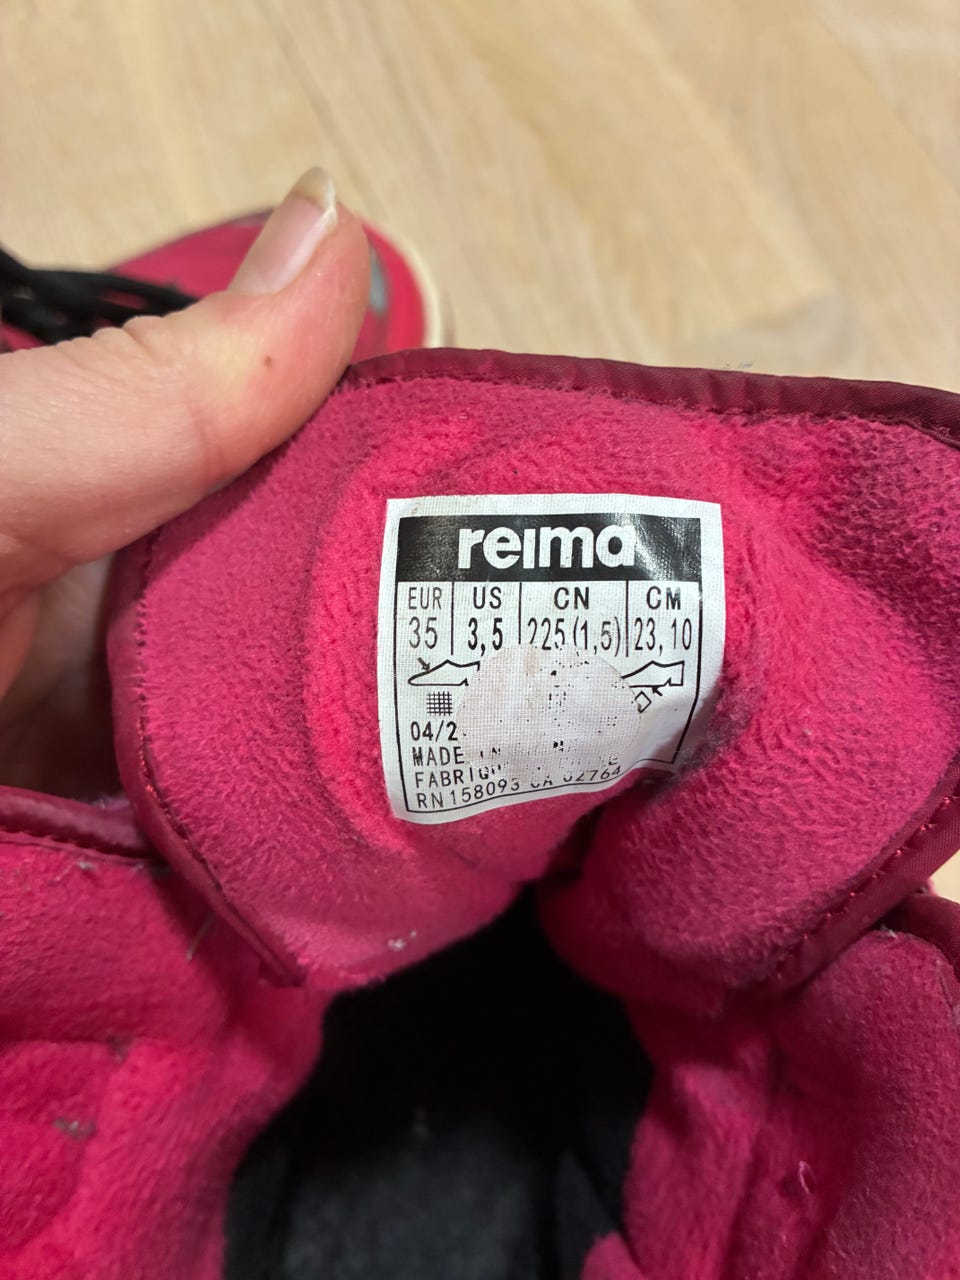 reima
EUR US CN CM
35 3,5 225(1,5) 23,10
04/2
MADE IN
RN158093 CA 02764